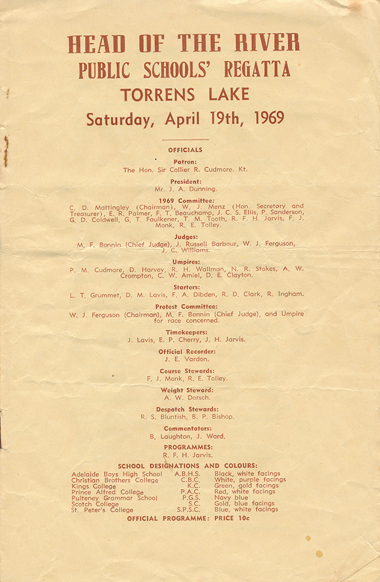 HEAD OF THE RIVER
PUBLIC SCHOOLS' REGATTA
TORRENS LAKE
Saturday, April 19th, 1969
OFFICIALS
Patron:
The Hon. Sir Collier R. Cudmore. Kt.
President:
Mr. J. A. Dunning.
1969 Committee:
C. D. Mattingley (Chairman), W. J. Menz (Hon. Secretary and
Treasurer), E. R. Palmer, F. T. Beauchamp, J. C. S. Ellis, P. Sanderson,
G. D. Coldwell, G. T. Faulkener, T. M. Tooth, R. F. H. Jarvis, F. J.
Monk, R. E. Tolley.
Judges:
M. F. Bonnin (Chief Judge), J. Russell Barbour, W. J. Ferguson,
J. C. Williams.
Umpires:
P. M. Cudmore, D. Harvey, R. H. Wallman, N. R. Stokes, A. W.
Crompton, C. W. Amiel, D. E. Clayton.
Starters:
L. T. Grummet, D. M. Lavis, F. A. Dibden, R. D. Clark, R. Ingham.
Protest Committee:
W. J. Ferguson (Chairman), M. F. Bonnin (Chief Judge), and Umpire
for race concerned.
Timekeepers:
J. Lavis, E. P. Cherry, J. H. Jarvis.
Official Recorder:
J. E. Vardon.
Course Stewards:
F. J. Monk, R. E. Tolley.
Weight Steward:
A. W. Dorsch.
Despatch Stewards:
R. S. Bluntish, B. P. Bishop.
Commentators:
B. Laughton, J. Ward.
PROGRAMMES:
R. F. H. Jarvis.
SCHOOL DESIGNATIONS AND COLOURS:
Adelaide Boys High School A.B.H.S. Black, white facings
Christian Brothers College C.B.C. White, purple facings
Kings College K.C. Green, gold facings
Prince Alfred College P.A.C. Red, white facings
Pulteney Grammar School P.G.S. Navy blue
Scotch College S.C. Gold, blue facings
St. Peter's College S.P.S.C. Blue, white facings
OFFICIAL PROGRAMME: PRICE 10c